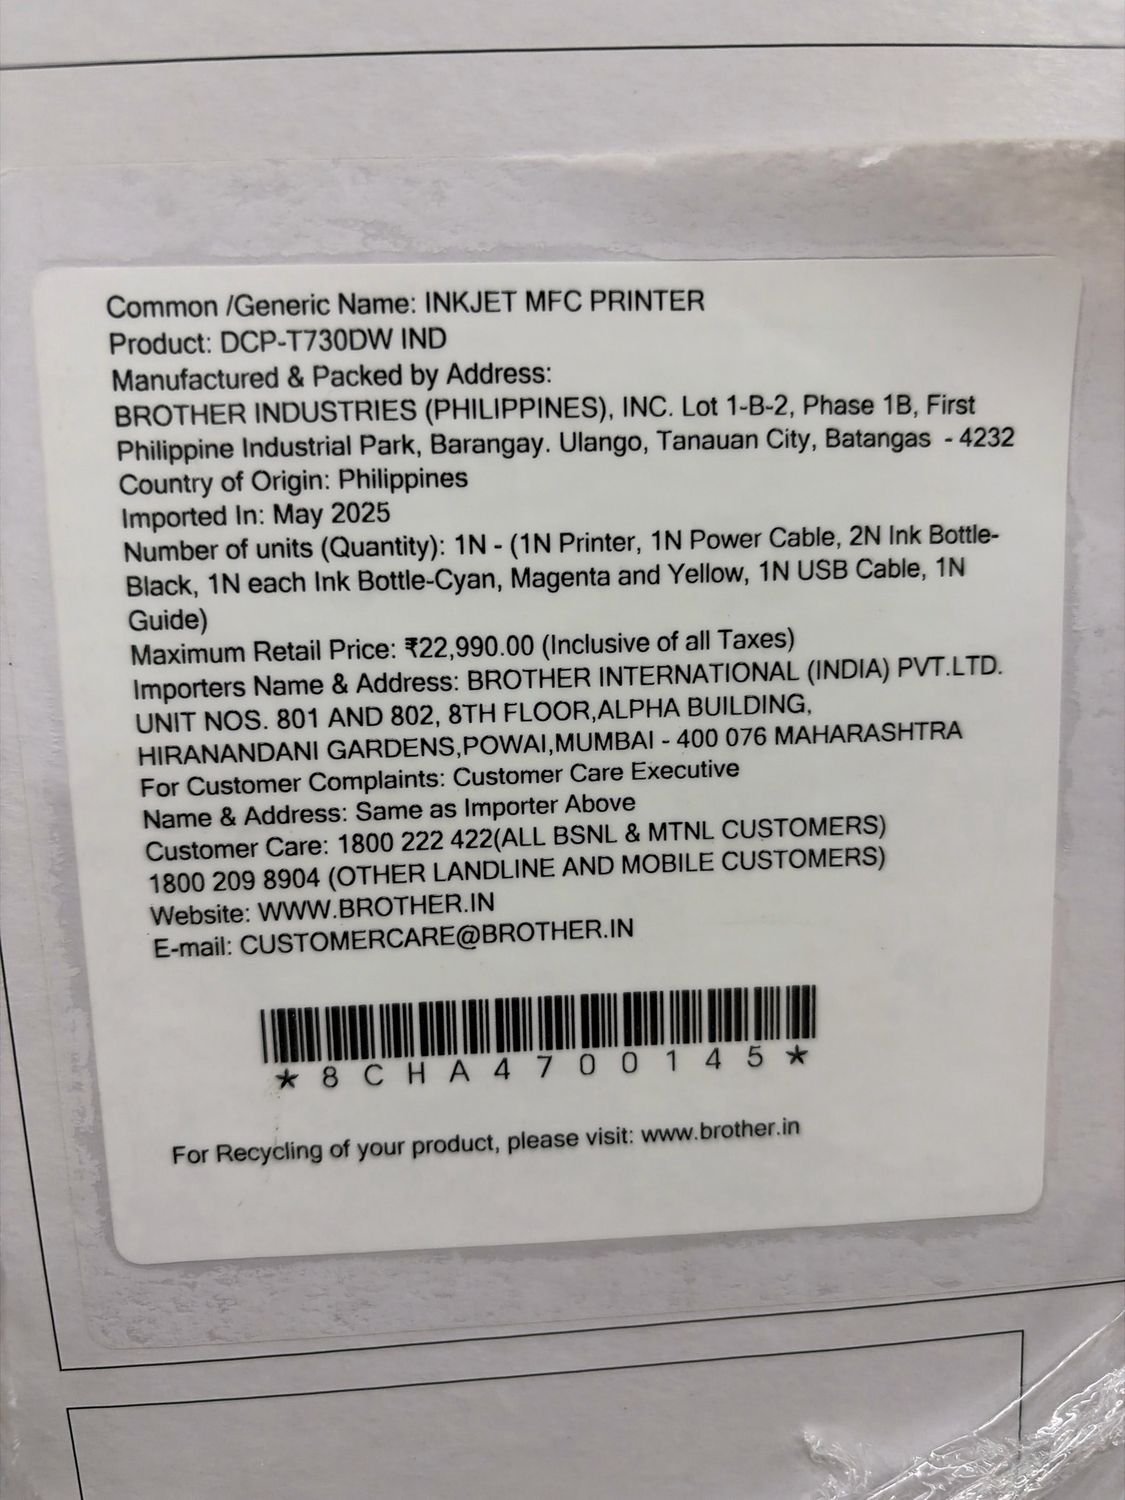 Common /Generic Name: INKJET MFC PRINTER
Product: DCP-T730DW IND
Manufactured & Packed by Address:
BROTHER INDUSTRIES (PHILIPPINES), INC. Lot 1-B-2, Phase 1B, First
Philippine Industrial Park, Barangay. Ulango, Tanauan City, Batangas - 4232
Country of Origin: Philippines
Imported In: May 2025
Number of units (Quantity): 1N - (1N Printer, 1N Power Cable, 2N Ink Bottle-
Black, 1N each Ink Bottle-Cyan, Magenta and Yellow, 1N USB Cable, 1N
Guide)
Maximum Retail Price: ₹22,990.00 (Inclusive of all Taxes)
Importers Name & Address: BROTHER INTERNATIONAL (INDIA) PVT.LTD.
UNIT NOS. 801 AND 802, 8TH FLOOR,ALPHA BUILDING,
HIRANANDANI GARDENS,POWAI,MUMBAI - 400 076 MAHARASHTRA
For Customer Complaints: Customer Care Executive
Name & Address: Same as Importer Above
Customer Care: 1800 222 422(ALL BSNL & MTNL CUSTOMERS)
1800 209 8904 (OTHER LANDLINE AND MOBILE CUSTOMERS)
Website: WWW.BROTHER.IN
E-mail: CUSTOMERCARE@BROTHER.IN
*8CHA4700145*
For Recycling of your product, please visit: www.brother.in